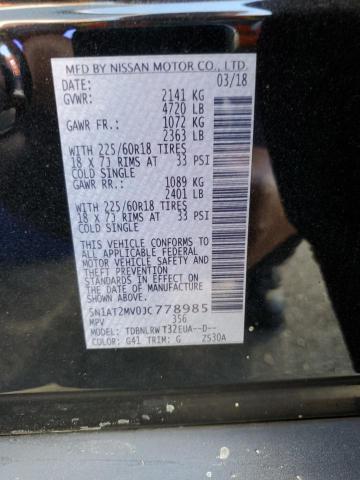 MFD BY NISSAN MOTOR CO., LTD.
DATE: 03/18
GVWR: 2141 KG
4720 LB
GAWR FR.: 1072 KG
2363 LB
WITH 225/60R18 TIRES
18 X 7J RIMS AT 33 PSI
COLD SINGLE
GAWR RR.: 1089 KG
2401 LB
WITH 225/60R18 TIRES
18 X 7J RIMS AT 33 PSI
COLD SINGLE
THIS VEHICLE CONFORMS TO
ALL APPLICABLE FEDERAL
MOTOR VEHICLE SAFETY AND
THEFT PREVENTION
STANDARDS IN EFFECT ON
THE DATE OF MANUFACTURE
SHOWN ABOVE.
5N1AT2MV0JC778985
MPV 356
MODEL: TDBNLRW T32EUA--D--
COLOR: G41 TRIM: G ZS30A